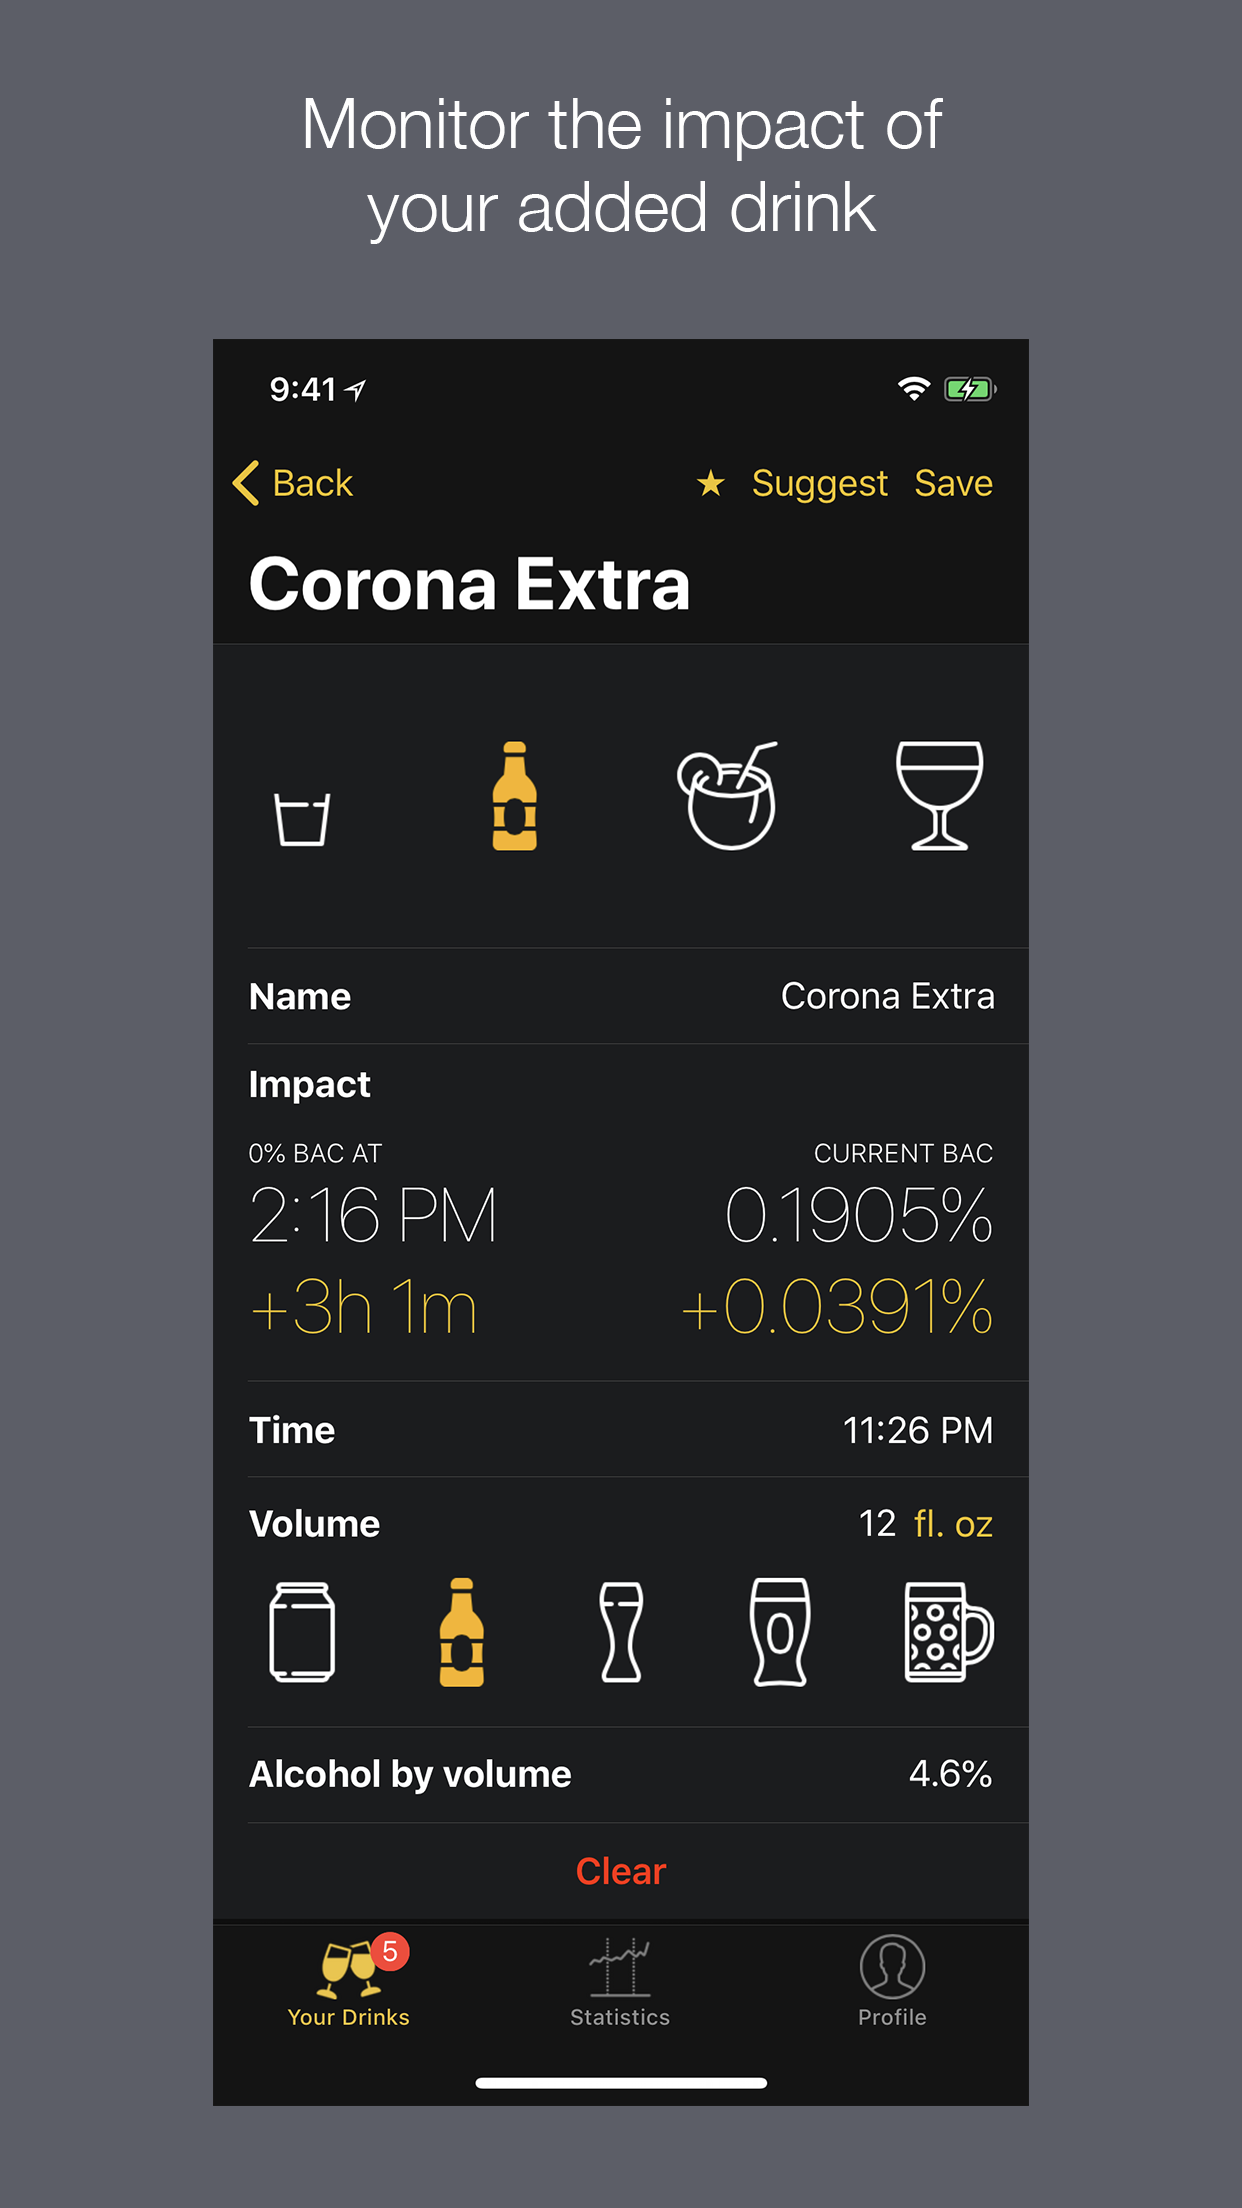 Monitor the impact of
your added drink
9:41
Back ★ Suggest Save
Corona Extra
Name Corona Extra
Impact
0% BAC AT CURRENT BAC
2:16 PM 0.1905%
+3h 1m +0.0391%
Time 11:26 PM
Volume 12 fl. oz
Alcohol by volume 4.6%
Clear
5
Your Drinks Statistics Profile